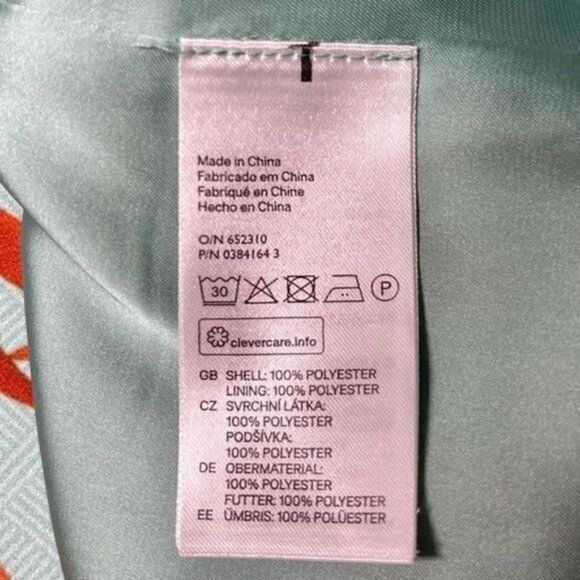 Made in China
Fabricado em China
Fabriqué en Chine
Hecho en China
O/N 652310
P/N 0384164 3
30 P
clevercare.info
GB SHELL: 100% POLYESTER
LINING: 100% POLYESTER
CZ SVRCHNÍ LÁTKA:
100% POLYESTER
PODŠÍVKA:
100% POLYESTER
DE OBERMATERIAL:
100% POLYESTER
FUTTER: 100% POLYESTER
EE ÜMBRIS: 100% POLÜESTER